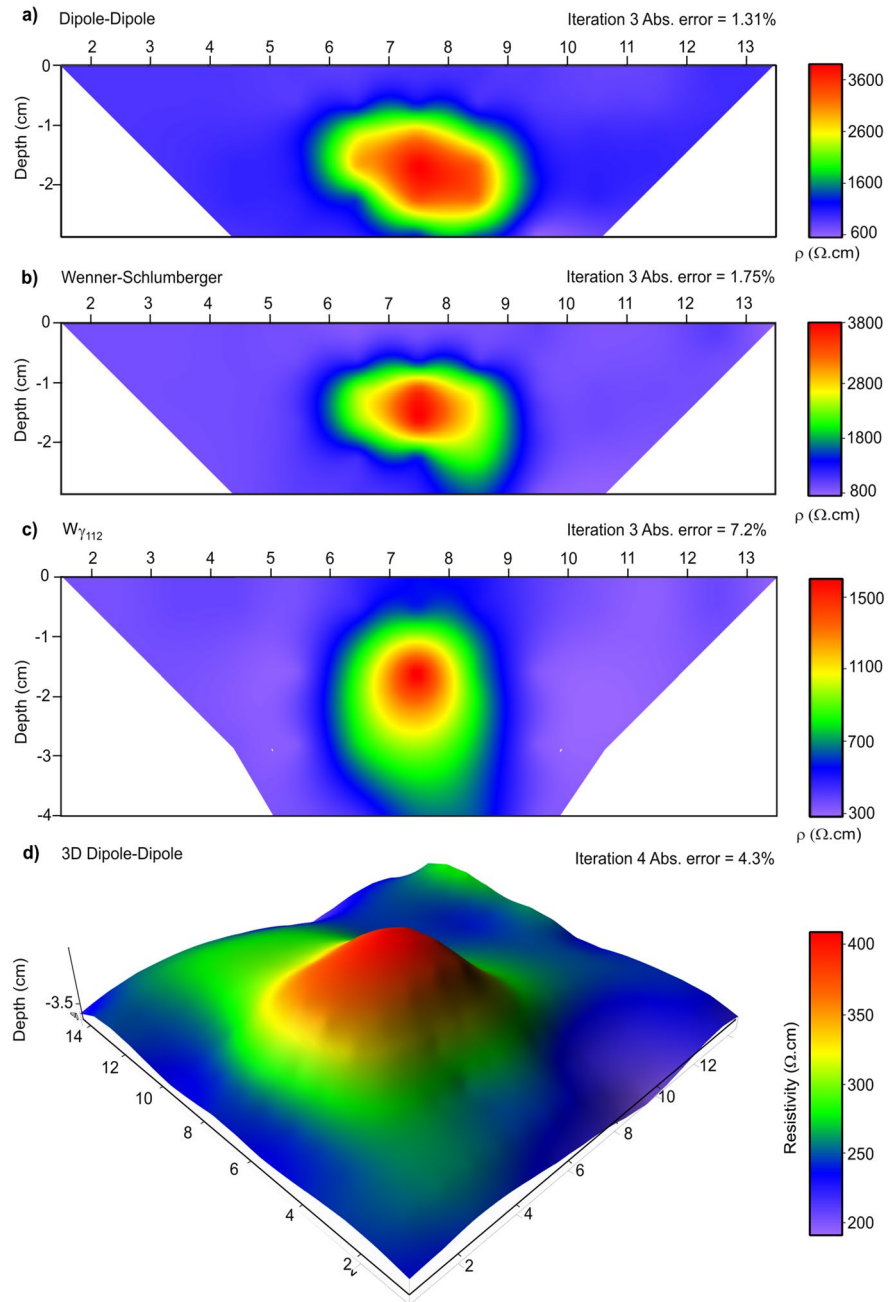 a) Dipole-Dipole Iteration 3 Abs. error = 1.31%
2 3 4 5 6 7 8 9 10 11 12 13
0
-1
-2
Depth (cm)
3600
2600
1600
600
ρ (Ω.cm)
b) Wenner-Schlumberger Iteration 3 Abs. error = 1.75%
2 3 4 5 6 7 8 9 10 11 12 13
0
-1
-2
Depth (cm)
3800
2800
1800
800
ρ (Ω.cm)
c) Wγ112 Iteration 3 Abs. error = 7.2%
2 3 4 5 6 7 8 9 10 11 12 13
0
-1
-2
-3
-4
Depth (cm)
1500
1100
700
300
ρ (Ω.cm)
d) 3D Dipole-Dipole Iteration 4 Abs. error = 4.3%
Depth (cm)
-3.5
14
12
10
8
6
4
2
2
4
6
8
10
12
Resistivity (Ω.cm)
400
350
300
250
200